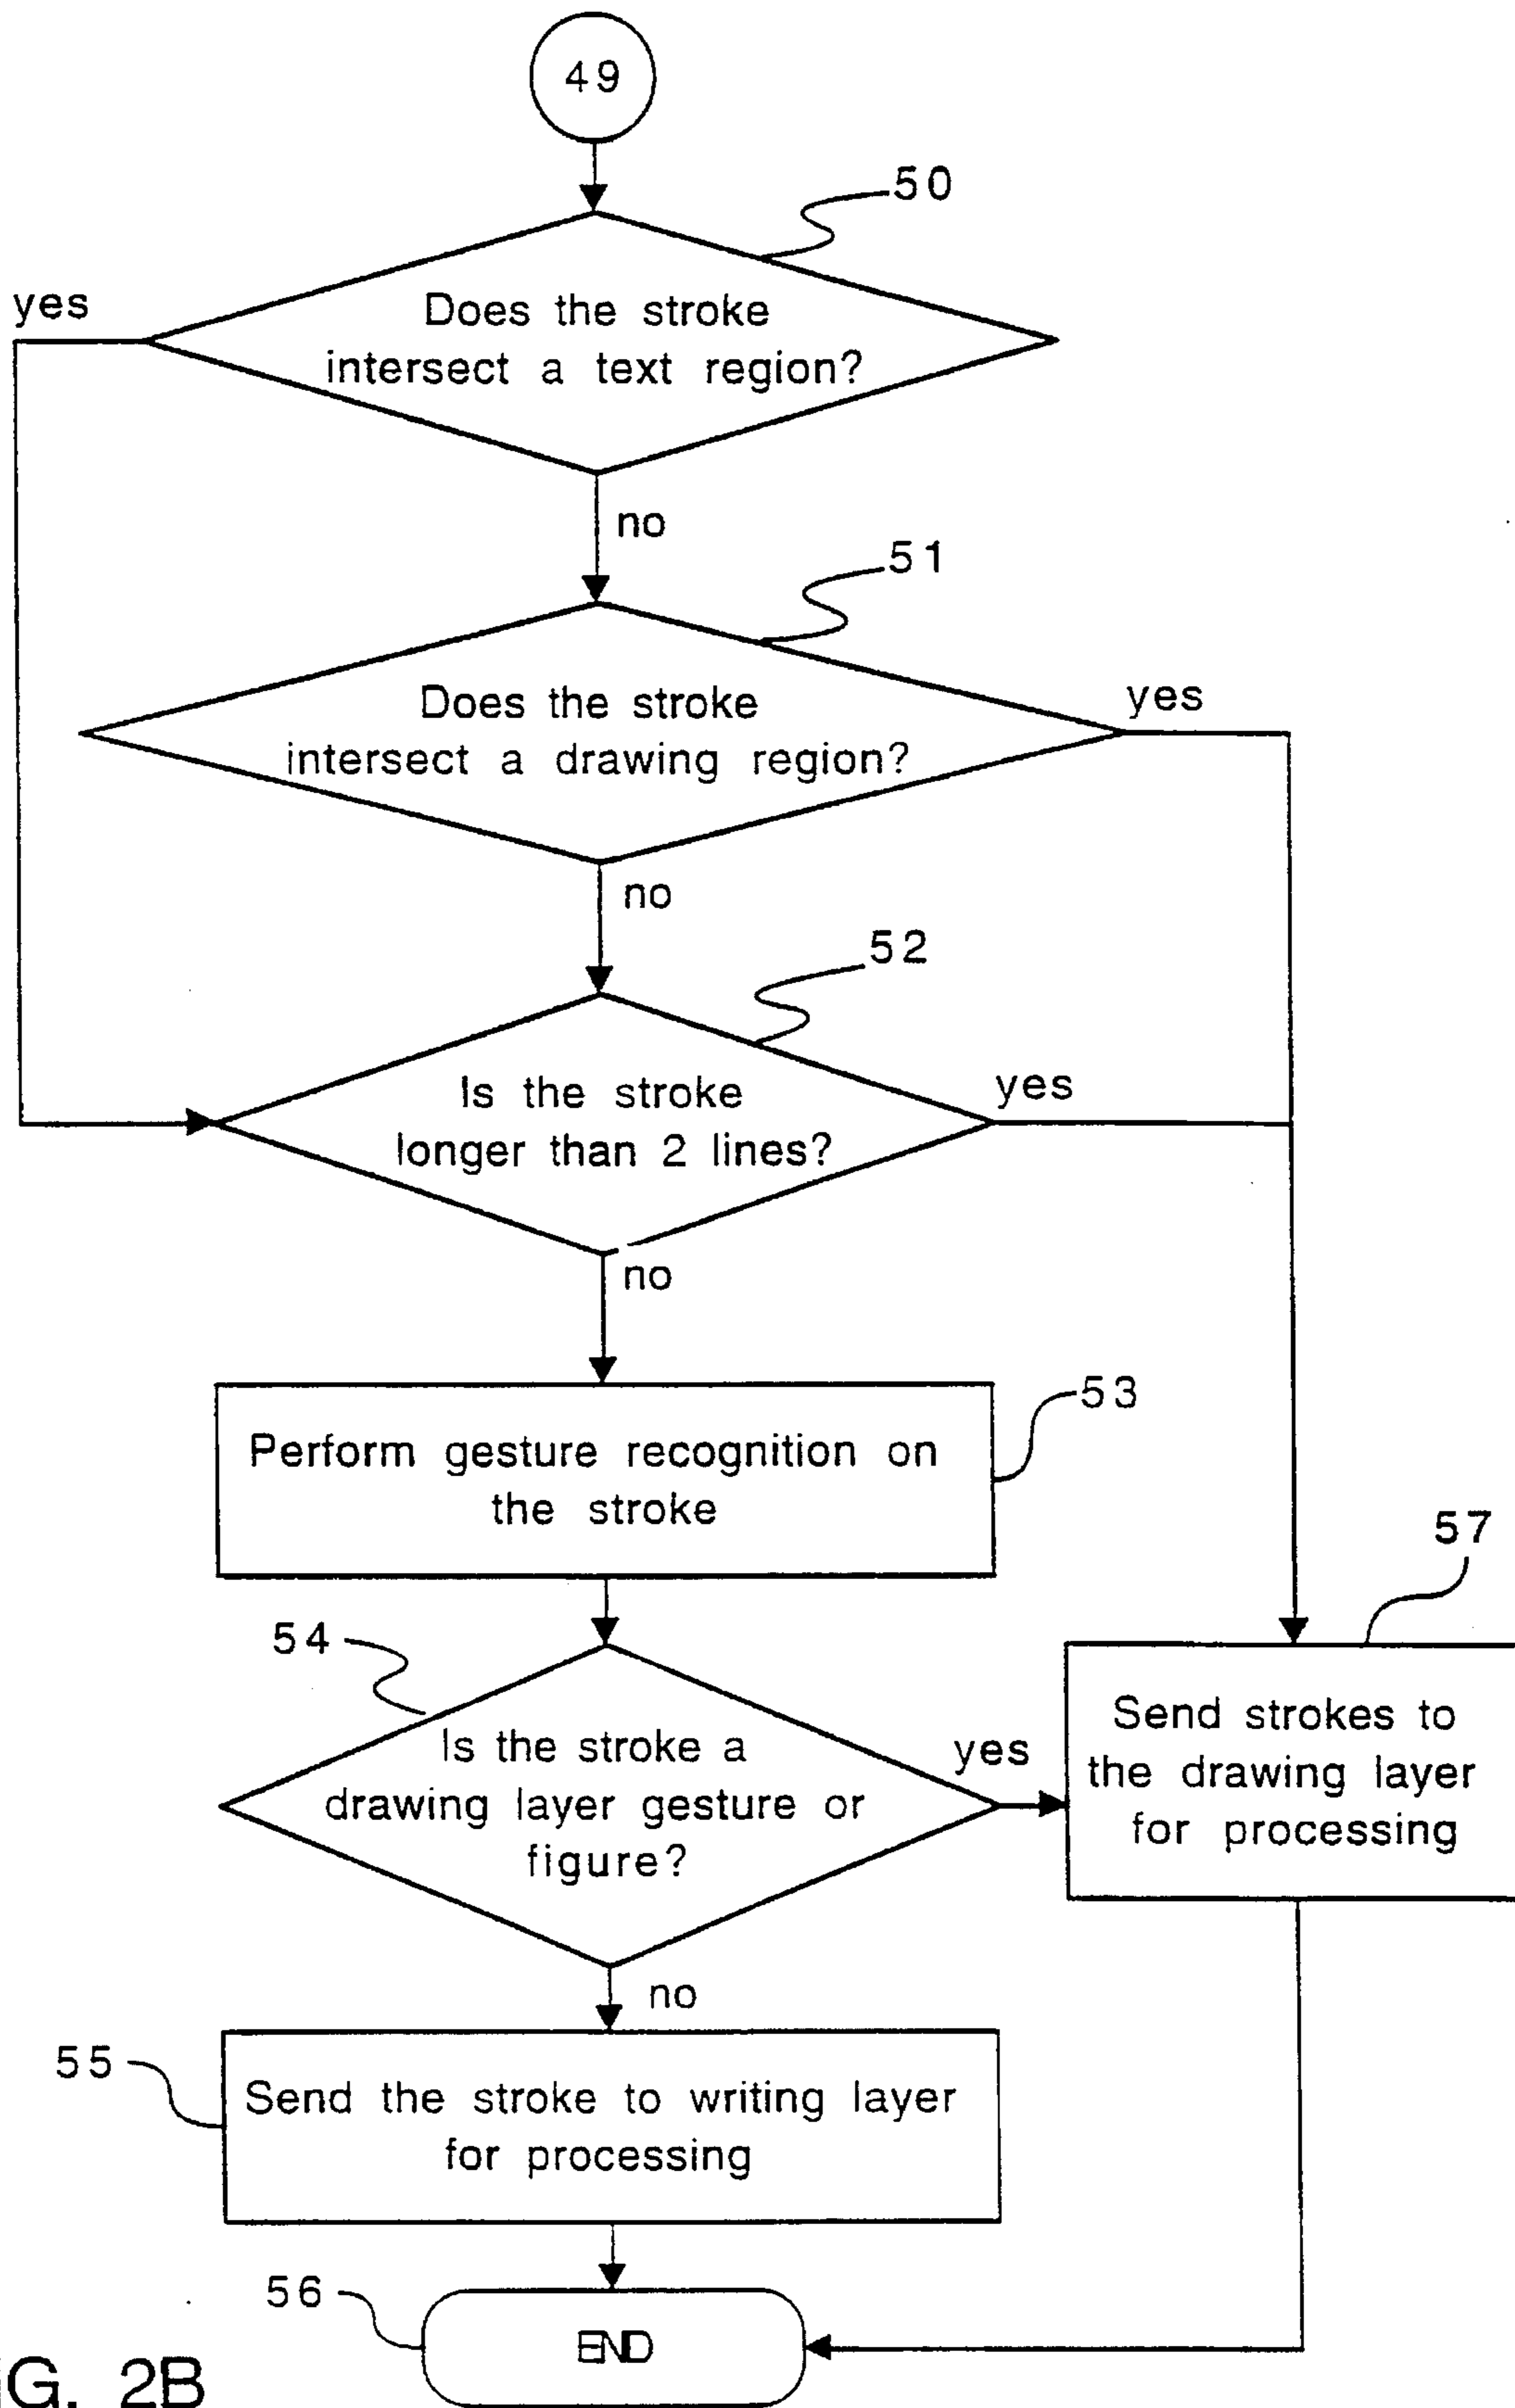 49
50
yes
Does the stroke
intersect a text region?
no
51
Does the stroke
intersect a drawing region?
yes
no
52
Is the stroke
longer than 2 lines?
yes
no
53
Perform gesture recognition on
the stroke
57
54
Is the stroke a
drawing layer gesture or
figure?
yes
Send strokes to
the drawing layer
for processing
no
55
Send the stroke to writing layer
for processing
56
END
G. 2B